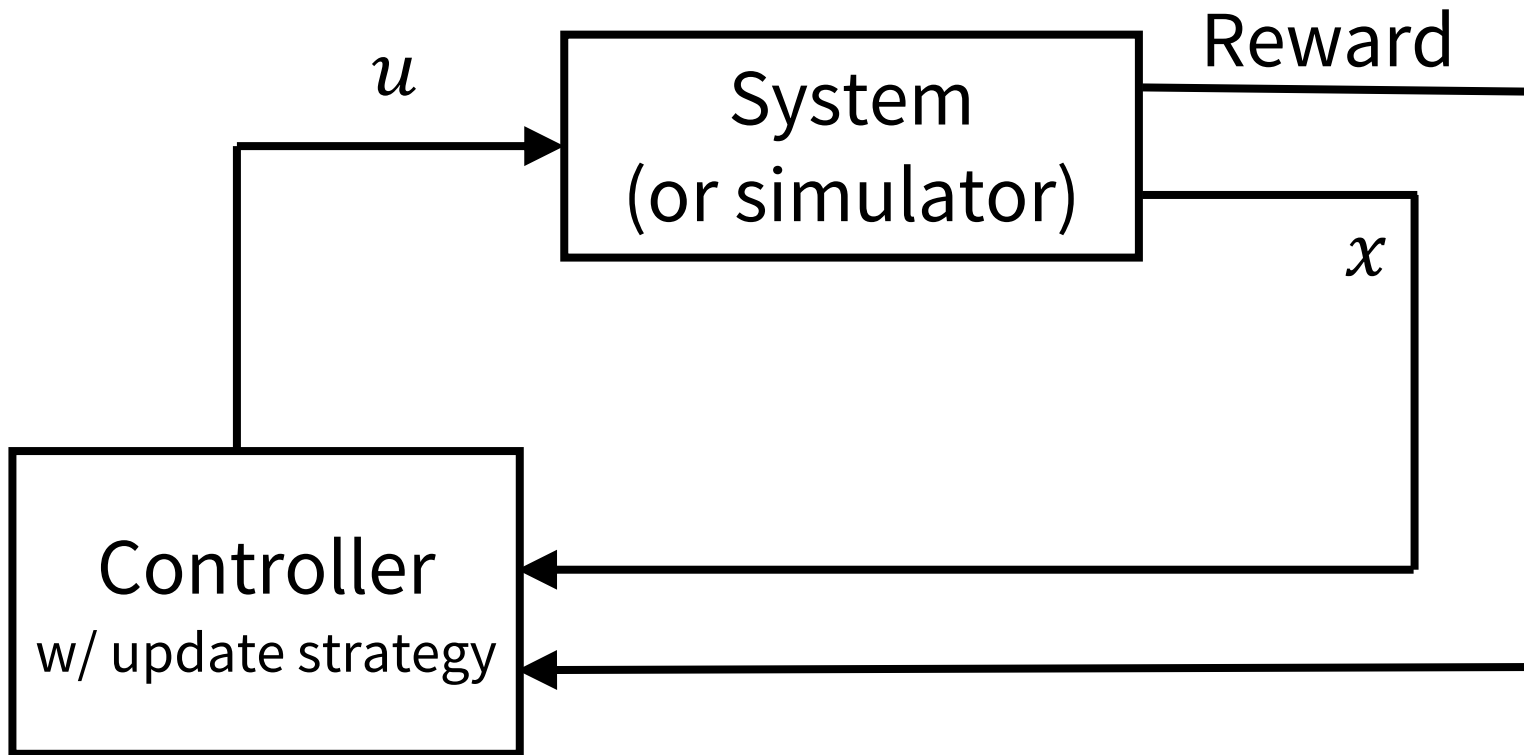 u
Reward
System
(or simulator)
x
Controller
w/ update strategy